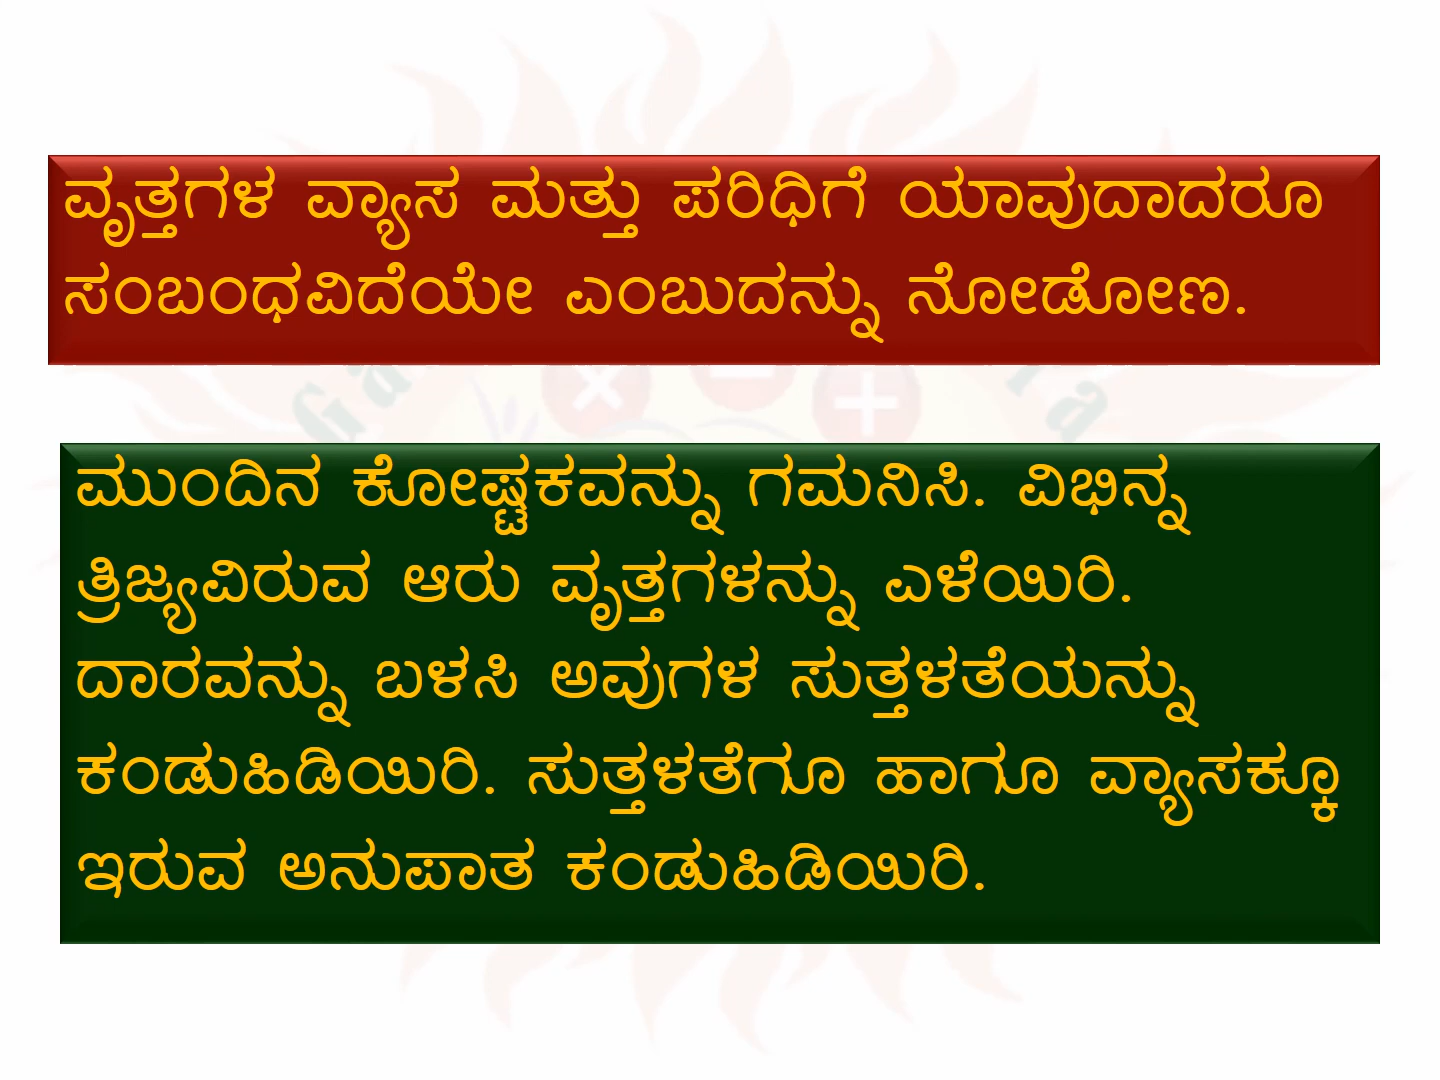 ವೃತ್ತಗಳ ವ್ಯಾಸ ಮತ್ತು ಪರಿಧಿಗೆ ಯಾವುದಾದರೂ
ಸಂಬಂಧವಿದೆಯೇ ಎಂಬುದನ್ನು ನೋಡೋಣ.
ಮುಂದಿನ ಕೋಷ್ಟಕವನ್ನು ಗಮನಿಸಿ. ವಿಭಿನ್ನ
ತ್ರಿಜ್ಯವಿರುವ ಆರು ವೃತ್ತಗಳನ್ನು ಎಳೆಯಿರಿ.
ದಾರವನ್ನು ಬಳಸಿ ಅವುಗಳ ಸುತ್ತಳತೆಯನ್ನು
ಕಂಡುಹಿಡಿಯಿರಿ. ಸುತ್ತಳತೆಗೂ ಹಾಗೂ ವ್ಯಾಸಕ್ಕೂ
ಇರುವ ಅನುಪಾತ ಕಂಡುಹಿಡಿಯಿರಿ.